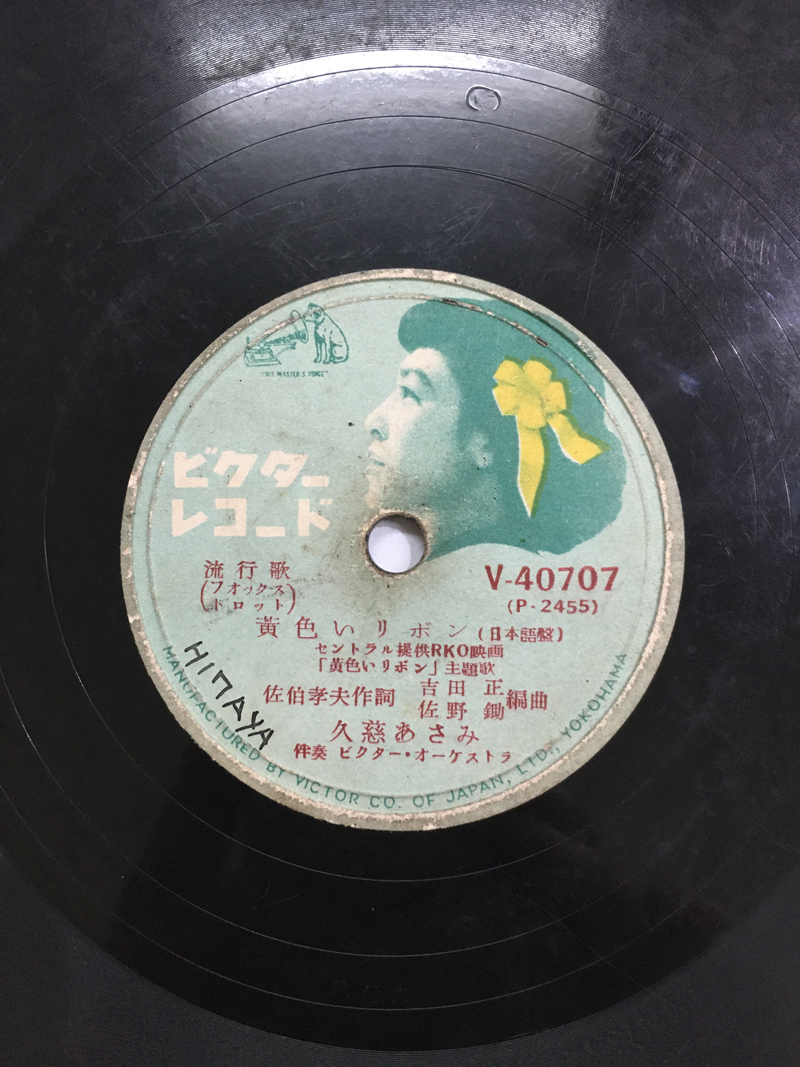 "HIS MASTER'S VOICE"
ビクター
レコード
流行歌
(フオックス
トロット)
V-40707
(P-2455)
黄色いリボン(日本語盤)
セントラル提供RKO映画
「黄色いリボン」主題歌
佐伯孝夫作詞 吉田正 佐野鋤 編曲
久慈あさみ
伴奏 ビクター・オーケストラ
HIMAYA
MANUFACTURED BY VICTOR CO. OF JAPAN, LTD., YOKOHAMA